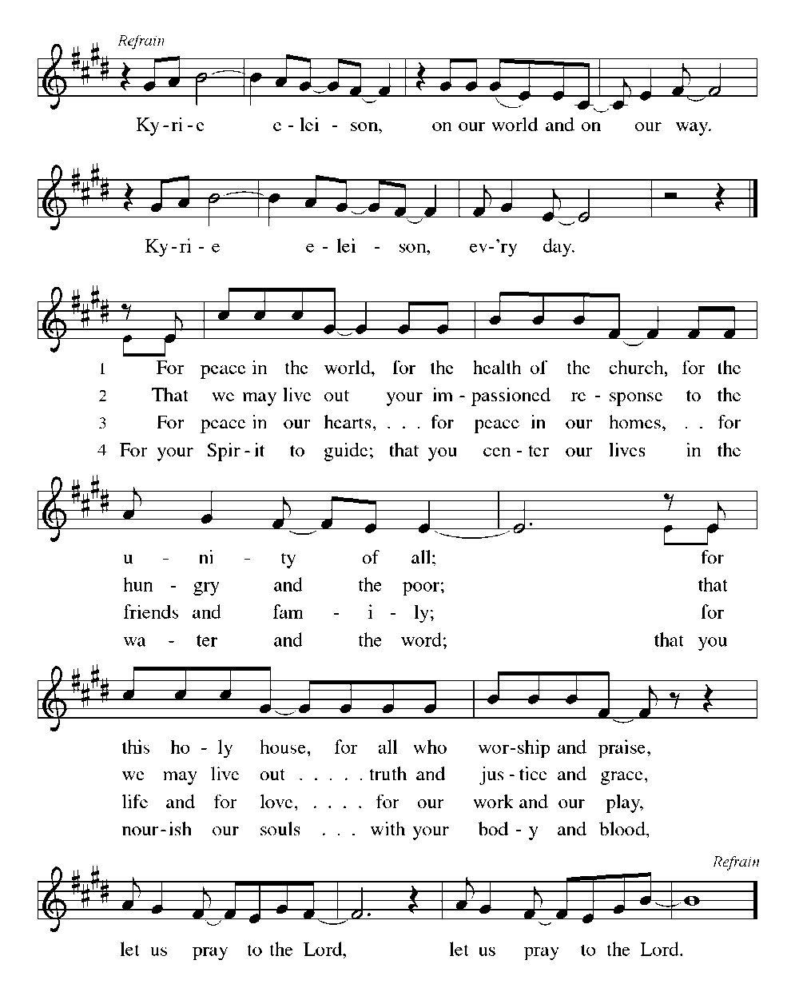 Refrain
Ky-ri-e e-lei-son, on our world and on our way.
Ky-ri-e e-lei-son, ev-'ry day.
1 For peace in the world, for the health of the church, for the
2 That we may live out your im-passioned re-sponse to the
3 For peace in our hearts, . . . for peace in our homes, . . for
4 For your Spir-it to guide; that you cen-ter our lives in the
u - ni - ty of all; for
hun - gry and the poor; that
friends and fam - i - ly; for
wa - ter and the word; that you
this ho - ly house, for all who wor-ship and praise,
we may live out . . . . . truth and jus-tice and grace,
life and for love, . . . . for our work and our play,
nour-ish our souls . . . with your bod - y and blood,
Refrain
let us pray to the Lord, let us pray to the Lord.